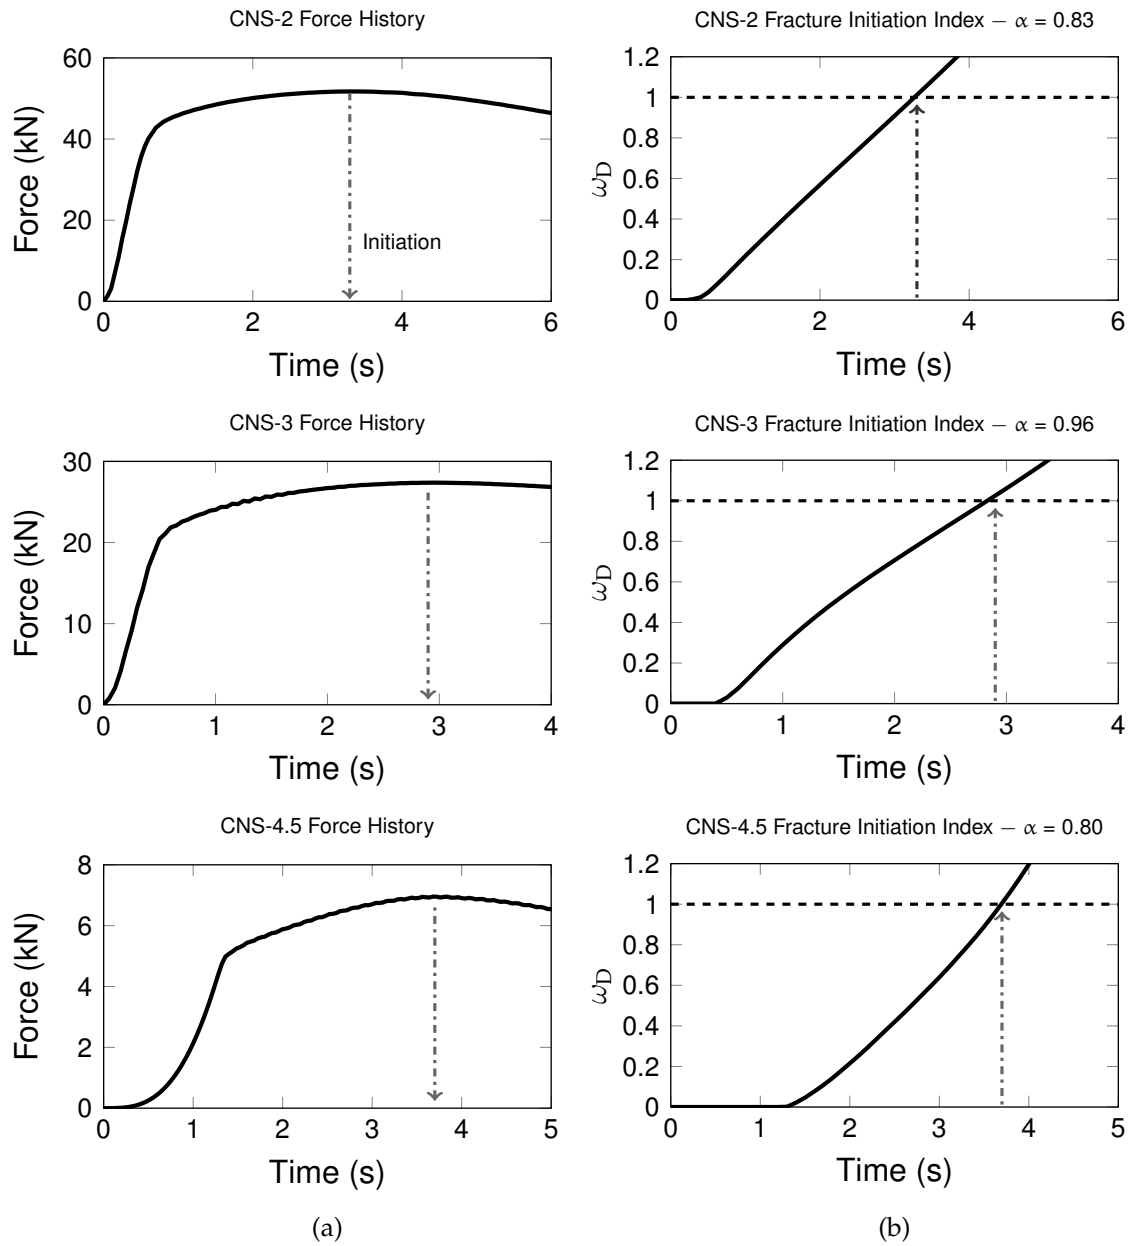 CNS-2 Force History
Force (kN)
60
40
20
0
Initiation
0 2 4 6
Time (s)
CNS-2 Fracture Initiation Index − α = 0.83
ωD
1.2
1
0.8
0.6
0.4
0.2
0
0 2 4 6
Time (s)
CNS-3 Force History
Force (kN)
30
20
10
0
0 1 2 3 4
Time (s)
CNS-3 Fracture Initiation Index − α = 0.96
ωD
1.2
1
0.8
0.6
0.4
0.2
0
0 1 2 3 4
Time (s)
CNS-4.5 Force History
Force (kN)
8
6
4
2
0
0 1 2 3 4 5
Time (s)
CNS-4.5 Fracture Initiation Index − α = 0.80
ωD
1.2
1
0.8
0.6
0.4
0.2
0
0 1 2 3 4 5
Time (s)
(a)
(b)